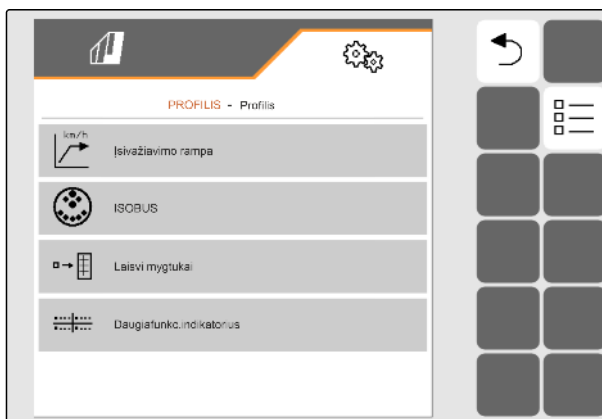 PROFILIS - Profilis
km/h
Įsivažiavimo rampa
ISOBUS
Laisvi mygtukai
Daugiafunkc.indikatorius